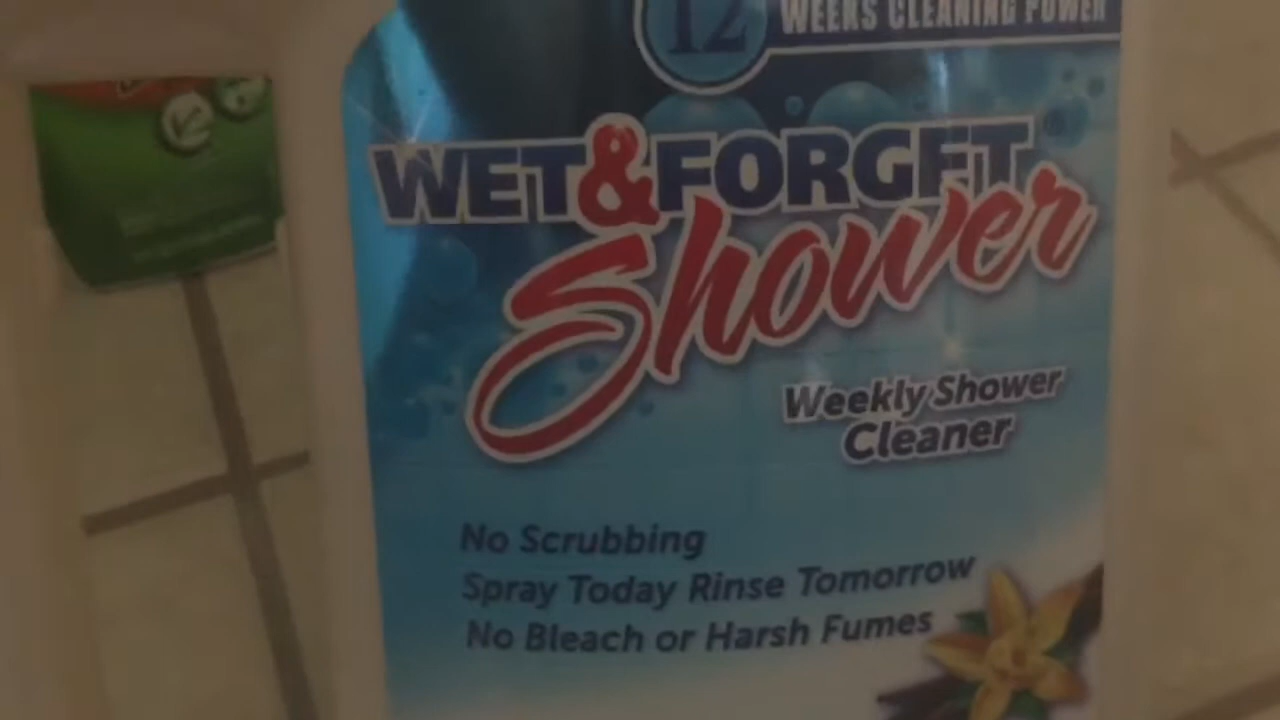 12
WEEKS CLEANING POWER
WET&FORGET®
Shower
Weekly Shower
Cleaner
No Scrubbing
Spray Today Rinse Tomorrow
No Bleach or Harsh Fumes